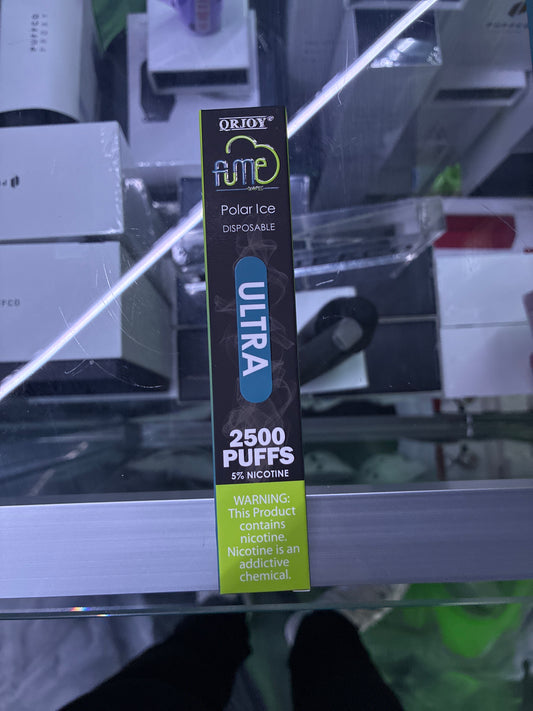 QRJOY®
fume
Polar Ice
DISPOSABLE
ULTRA
2500
PUFFS
5% NICOTINE
WARNING:
This Product
contains
nicotine.
Nicotine is an
addictive
chemical.